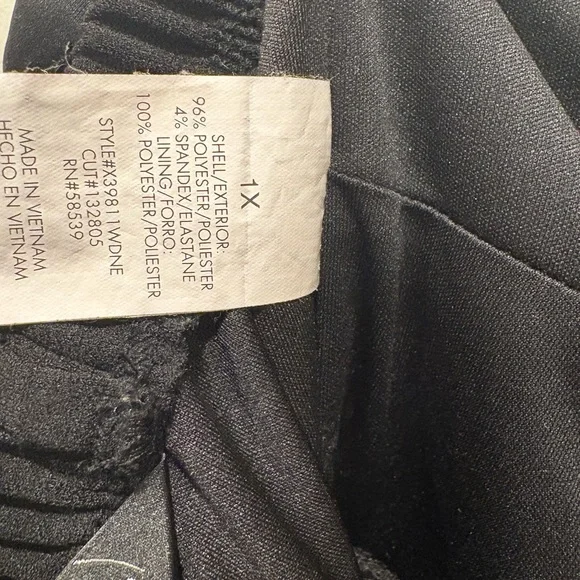 1X
SHELL/EXTERIOR:
96% POLYESTER/POLIESTER
4% SPANDEX/ELASTANE
LINING/FORRO:
100% POLYESTER/POLIESTER
STYLE#X39811WDNE
CUT#132805
RN#58539
MADE IN VIETNAM
HECHO EN VIETNAM